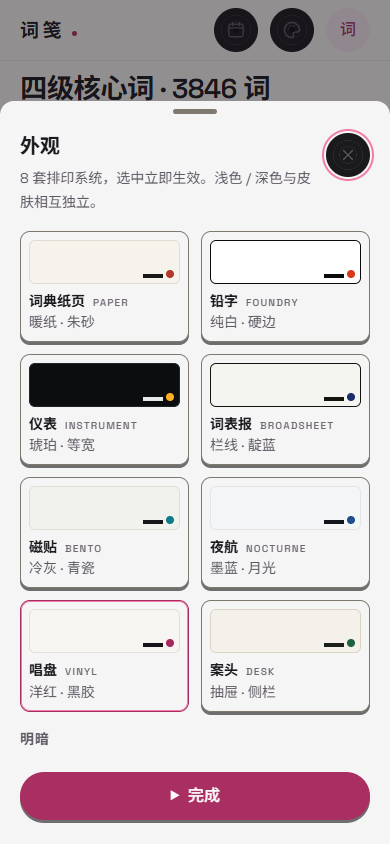 词笺
词
四级核心词 · 3846 词
外观
8 套排印系统，选中立即生效。浅色 / 深色与皮
肤相互独立。
词典纸页 PAPER
暖纸 · 朱砂
铅字 FOUNDRY
纯白 · 硬边
仪表 INSTRUMENT
琥珀 · 等宽
词表报 BROADSHEET
栏线 · 靛蓝
磁贴 BENTO
冷灰 · 青瓷
夜航 NOCTURNE
墨蓝 · 月光
唱盘 VINYL
洋红 · 黑胶
案头 DESK
抽屉 · 侧栏
明暗
完成